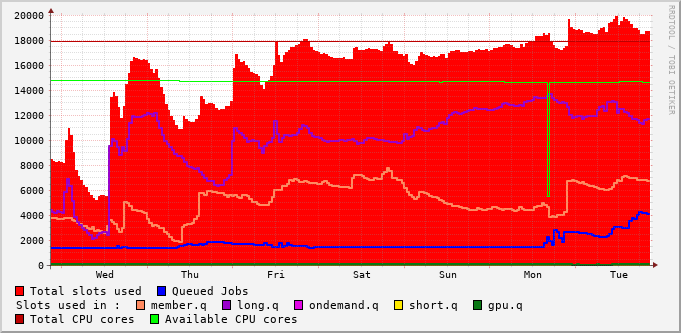 RRDTOOL / TOBI OETIKER
20000
18000
16000
14000
12000
10000
8000
6000
4000
2000
0
Wed Thu Fri Sat Sun Mon Tue
Total slots used Queued Jobs
Slots used in : member.q long.q ondemand.q short.q gpu.q
Total CPU cores Available CPU cores